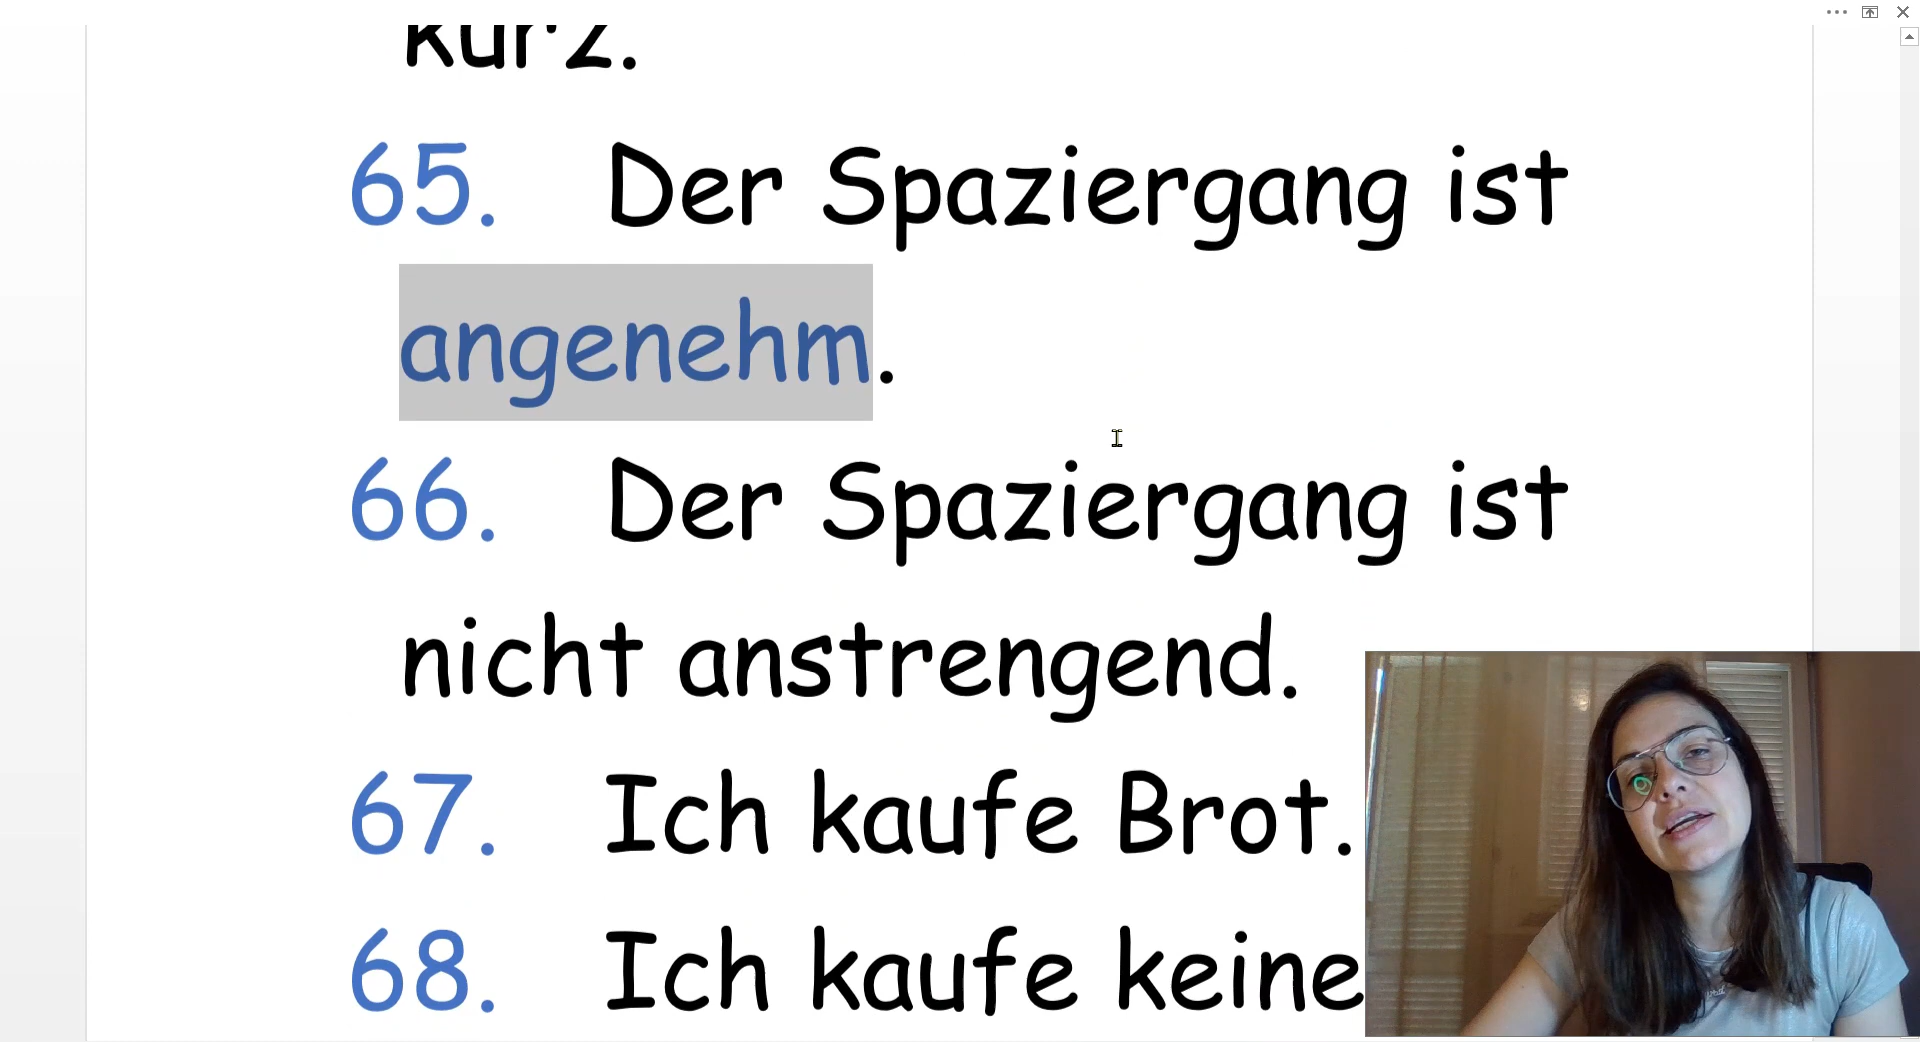 kurz.
65. Der Spaziergang ist
angenehm.
66. Der Spaziergang ist
nicht anstrengend.
67. Ich kaufe Brot.
68. Ich kaufe keine